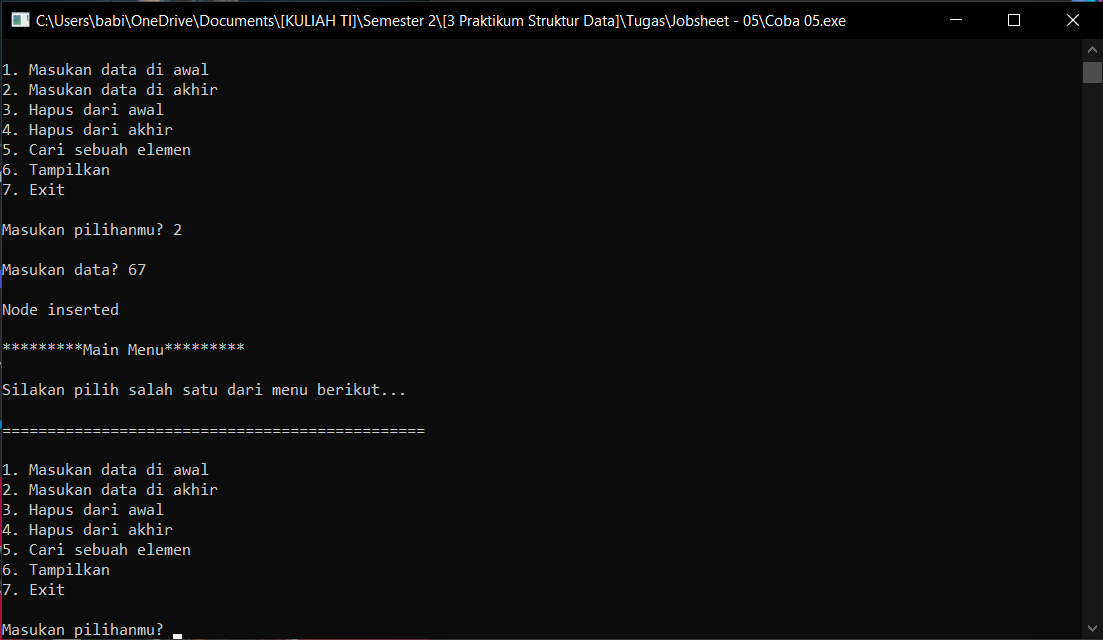 C:\Users\babi\OneDrive\Documents\[KULIAH TI]\Semester 2\[3 Praktikum Struktur Data]\Tugas\Jobsheet - 05\Coba 05.exe
1. Masukan data di awal
2. Masukan data di akhir
3. Hapus dari awal
4. Hapus dari akhir
5. Cari sebuah elemen
6. Tampilkan
7. Exit
Masukan pilihanmu? 2
Masukan data? 67
Node inserted
*********Main Menu*********
Silakan pilih salah satu dari menu berikut...
===============================================
1. Masukan data di awal
2. Masukan data di akhir
3. Hapus dari awal
4. Hapus dari akhir
5. Cari sebuah elemen
6. Tampilkan
7. Exit
Masukan pilihanmu?